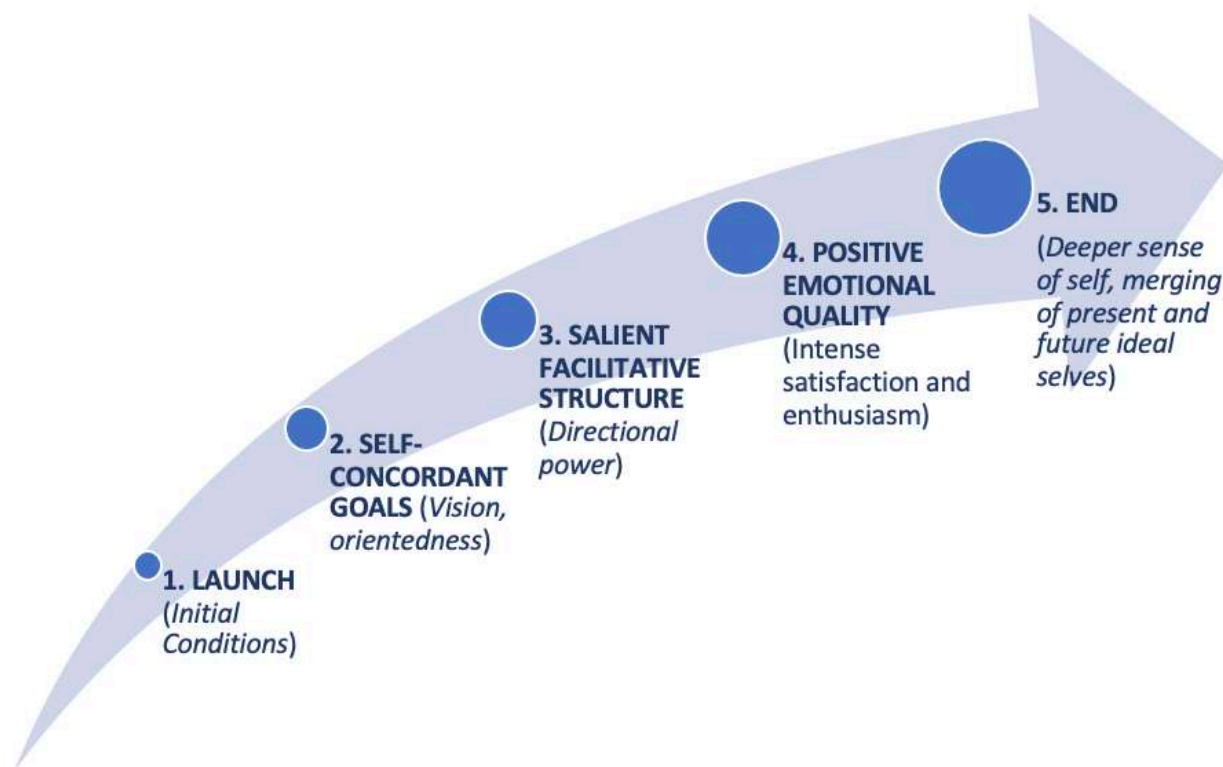 1. LAUNCH
(Initial
Conditions)
2. SELF-
CONCORDANT
GOALS (Vision,
orientedness)
3. SALIENT
FACILITATIVE
STRUCTURE
(Directional
power)
4. POSITIVE
EMOTIONAL
QUALITY
(Intense
satisfaction and
enthusiasm)
5. END
(Deeper sense
of self, merging
of present and
future ideal
selves)